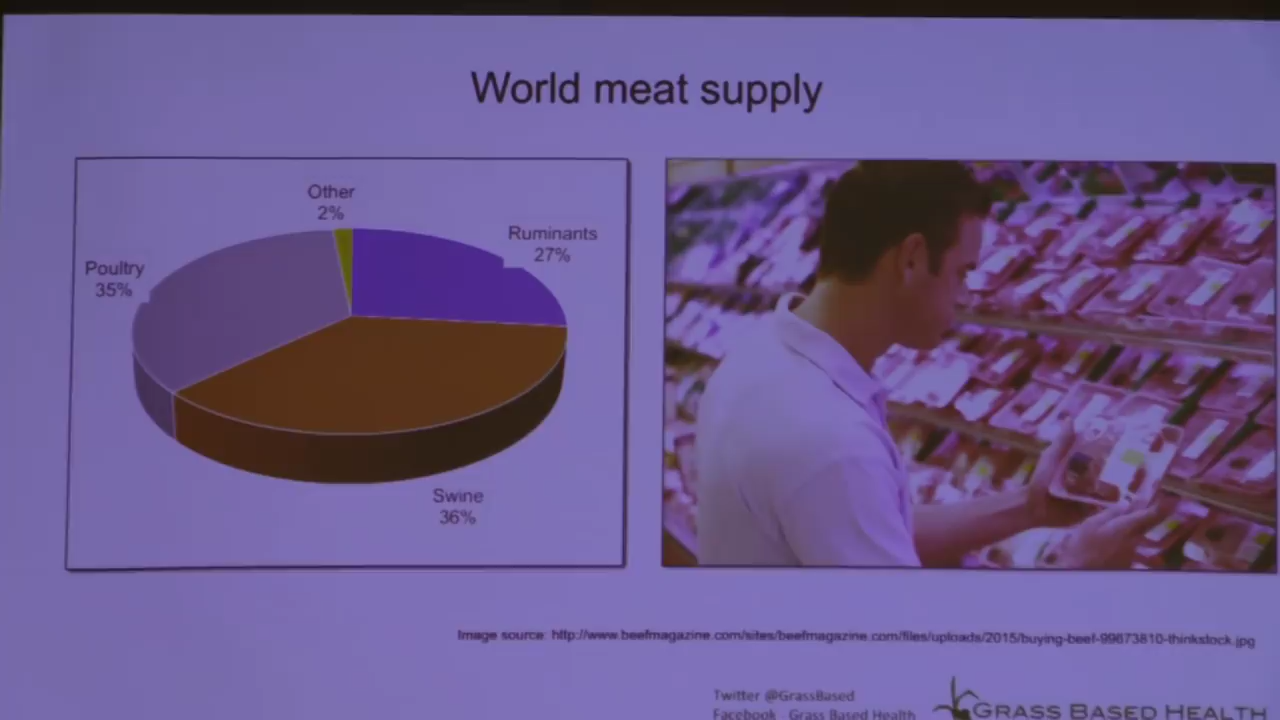 World meat supply
Other
2%
Ruminants
27%
Poultry
35%
Swine
36%
Image source: http://www.beefmagazine.com/sites/beefmagazine.com/files/uploads/2015/buying-beef-99673810-thinkstock.jpg
Twitter @GrassBased
Facebook Grass Based Health
GRASS BASED HEALTH